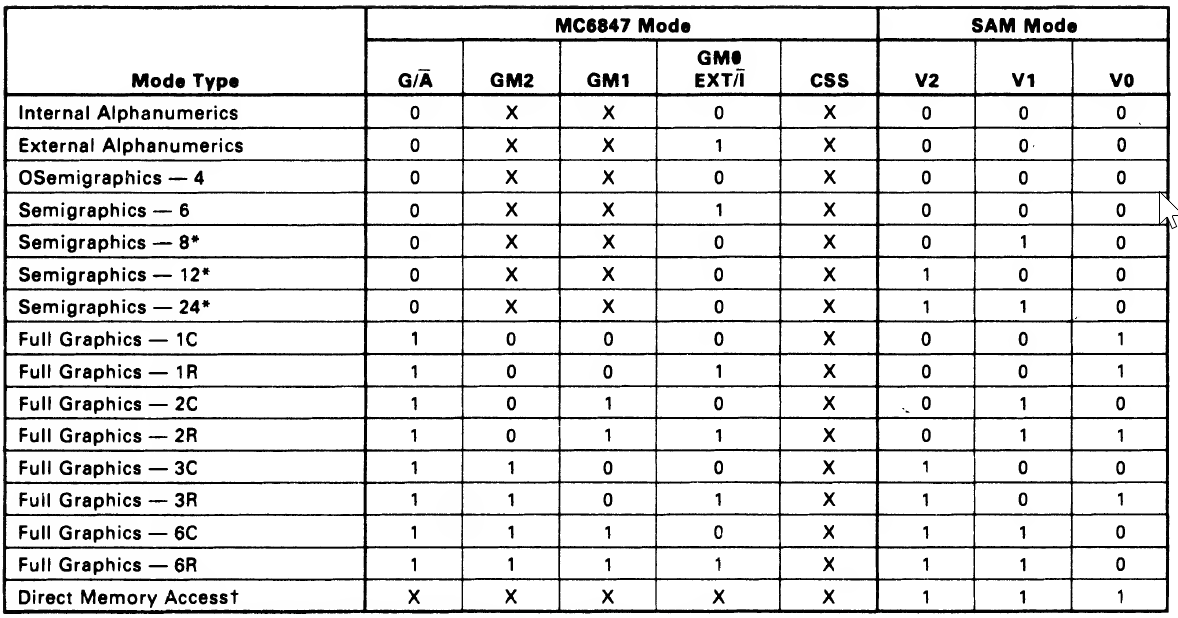 MC6847 Mode SAM Mode
Mode Type G/A̅ GM2 GM1 GM0 EXT/I̅ CSS V2 V1 V0
Internal Alphanumerics 0 X X 0 X 0 0 0
External Alphanumerics 0 X X 1 X 0 0 0
OSemigraphics — 4 0 X X 0 X 0 0 0
Semigraphics — 6 0 X X 1 X 0 0 0
Semigraphics — 8* 0 X X 0 X 0 1 0
Semigraphics — 12* 0 X X 0 X 1 0 0
Semigraphics — 24* 0 X X 0 X 1 1 0
Full Graphics — 1C 1 0 0 0 X 0 0 1
Full Graphics — 1R 1 0 0 1 X 0 0 1
Full Graphics — 2C 1 0 1 0 X 0 1 0
Full Graphics — 2R 1 0 1 1 X 0 1 1
Full Graphics — 3C 1 1 0 0 X 1 0 0
Full Graphics — 3R 1 1 0 1 X 1 0 1
Full Graphics — 6C 1 1 1 0 X 1 1 0
Full Graphics — 6R 1 1 1 1 X 1 1 0
Direct Memory Access† X X X X X 1 1 1